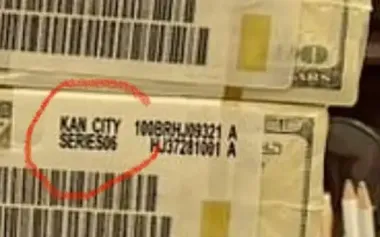 KAN CITY 100BRHJ09321 A
SERIES06 HJ37281001 A